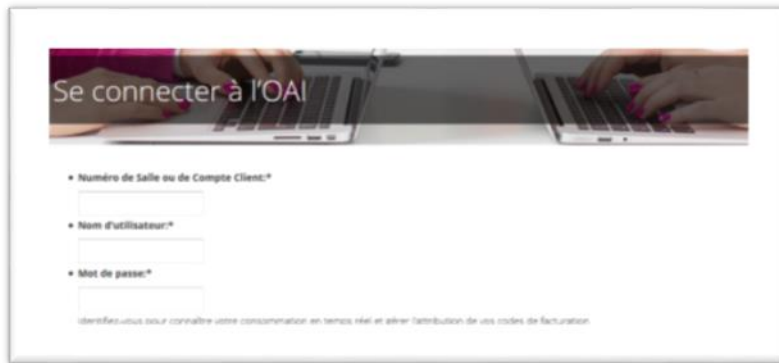 Se connecter à l'OAI
• Numéro de Salle ou de Compte Client:*
• Nom d'utilisateur:*
• Mot de passe:*
Identifiez-vous pour connaître votre consommation en temps réel et gérer l'attribution de vos codes de facturation